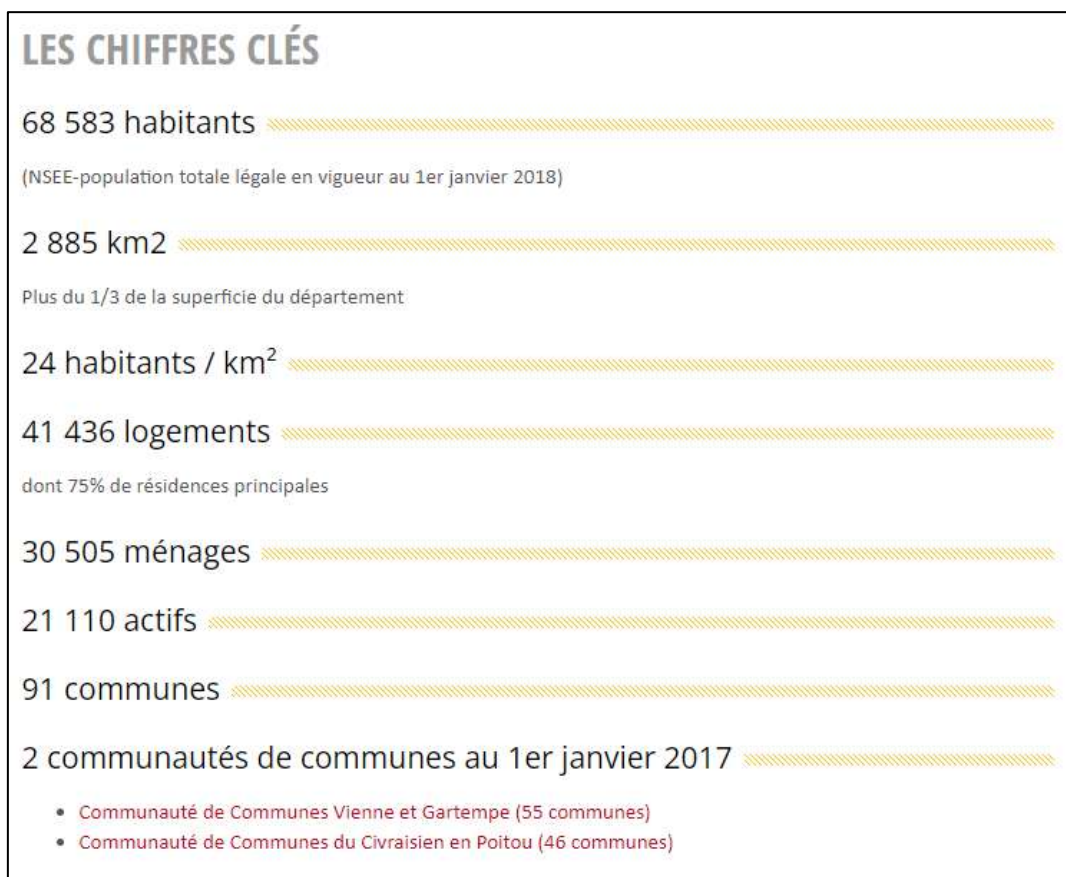 LES CHIFFRES CLÉS
68 583 habitants
(NSEE-population totale légale en vigueur au 1er janvier 2018)
2 885 km2
Plus du 1/3 de la superficie du département
24 habitants / km²
41 436 logements
dont 75% de résidences principales
30 505 ménages
21 110 actifs
91 communes
2 communautés de communes au 1er janvier 2017
• Communauté de Communes Vienne et Gartempe (55 communes)
• Communauté de Communes du Civraisien en Poitou (46 communes)